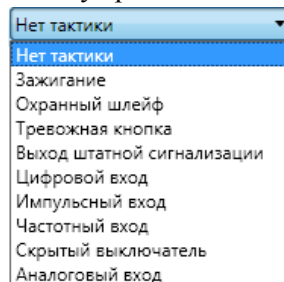 Нет тактики
Нет тактики
Зажигание
Охранный шлейф
Тревожная кнопка
Выход штатной сигнализации
Цифровой вход
Импульсный вход
Частотный вход
Скрытый выключатель
Аналоговый вход